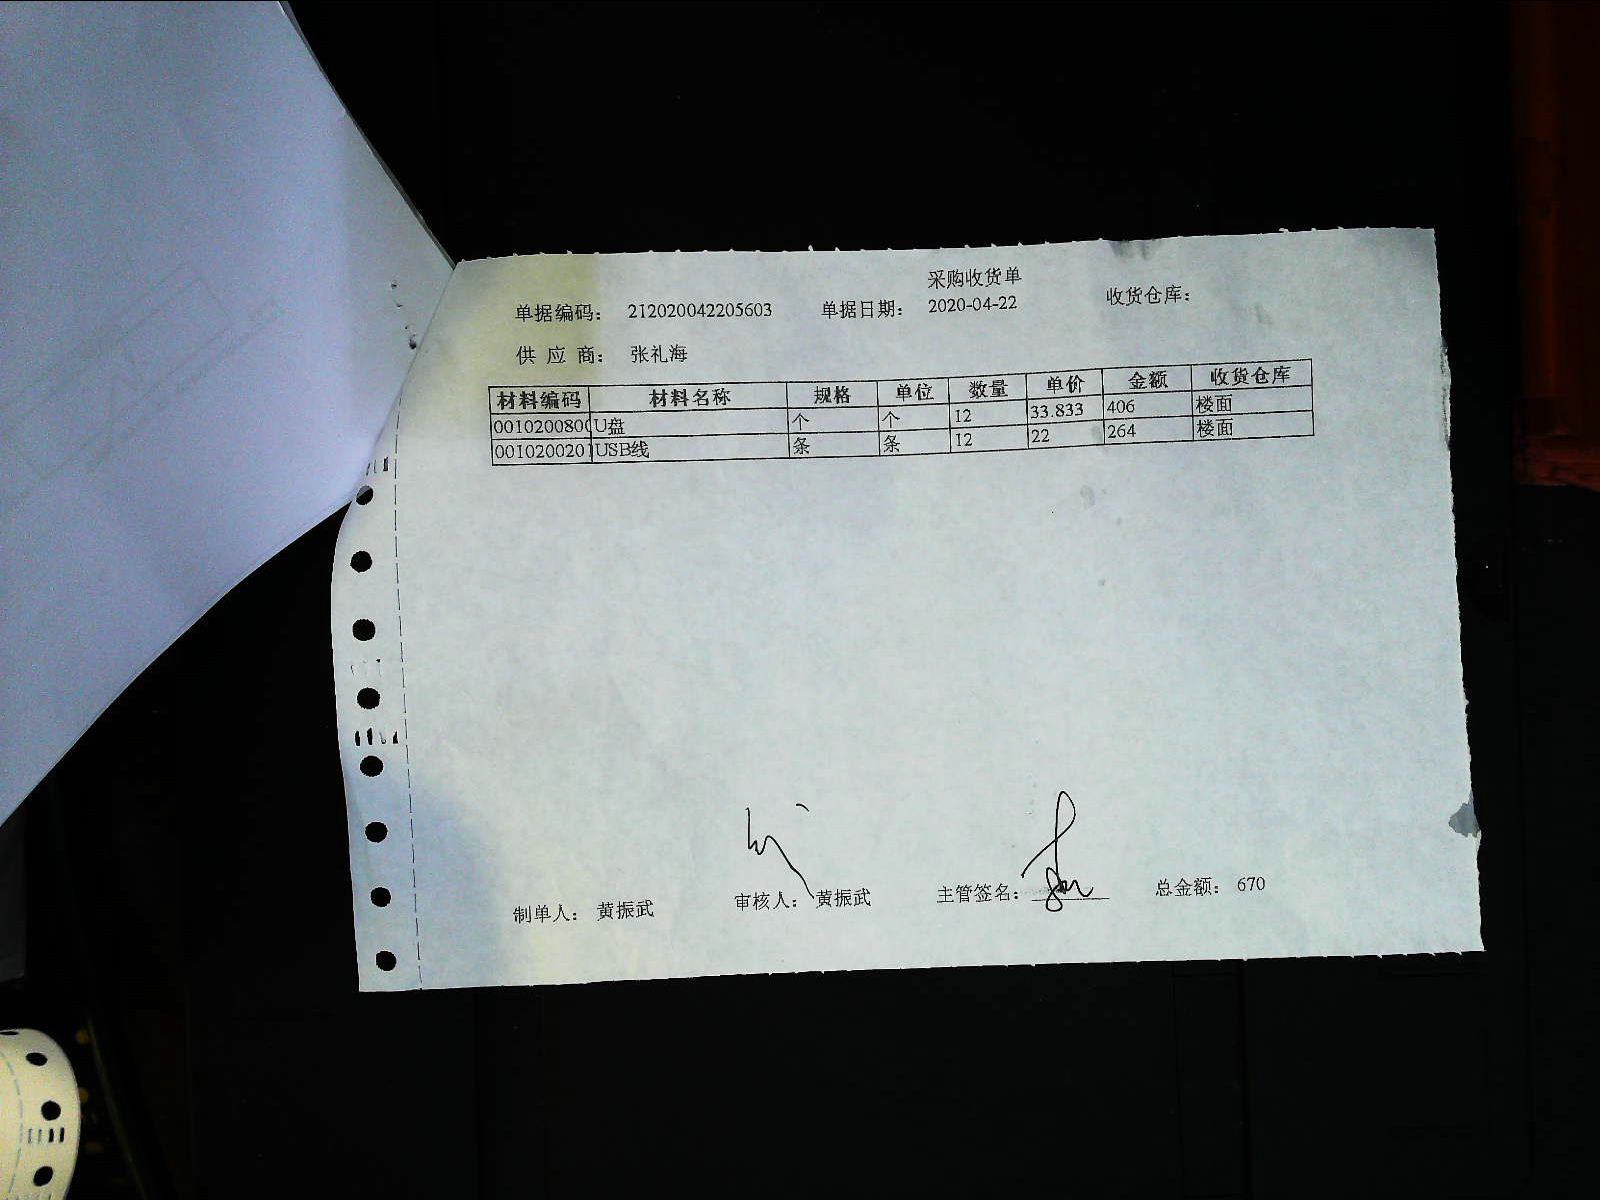 采购收货单
单据编码： 212020042205603 单据日期： 2020-04-22 收货仓库：
供 应 商： 张礼海
材料编码 材料名称 规格 单位 数量 单价 金额 收货仓库
0010200800 U盘 个 个 12 33.833 406 楼面
001020020 USB线 条 条 12 22 264 楼面
制单人： 黄振武 审核人： 黄振武 主管签名： 总金额： 670